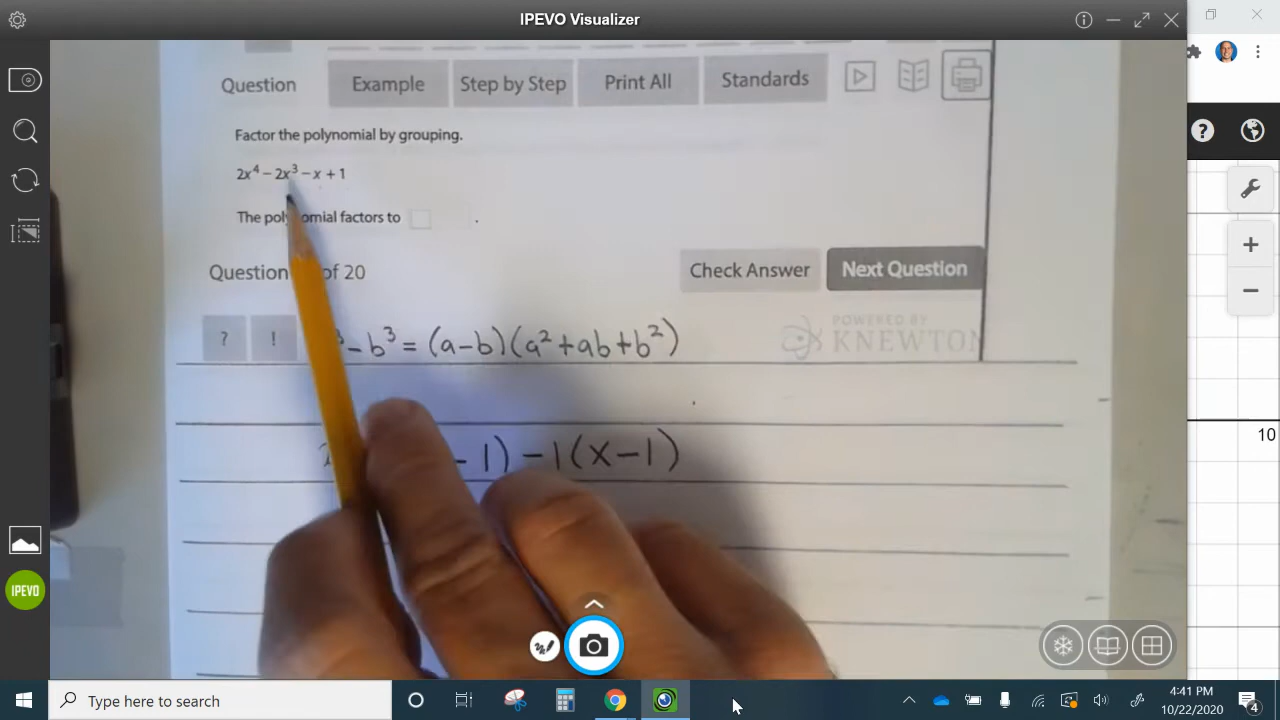 IPEVO Visualizer
Question
Example
Step by Step
Print All
Standards
Factor the polynomial by grouping.
2x⁴ − 2x³ − x + 1
The pol omial factors to .
Question of 20
Check Answer
Next Question
? !
³ − b³ = (a−b)(a²+ab+b²)
POWERED BY
KNEWTON
− 1) −1(x−1)
?
10
IPEVO
Type here to search
4:41 PM
10/22/2020
4